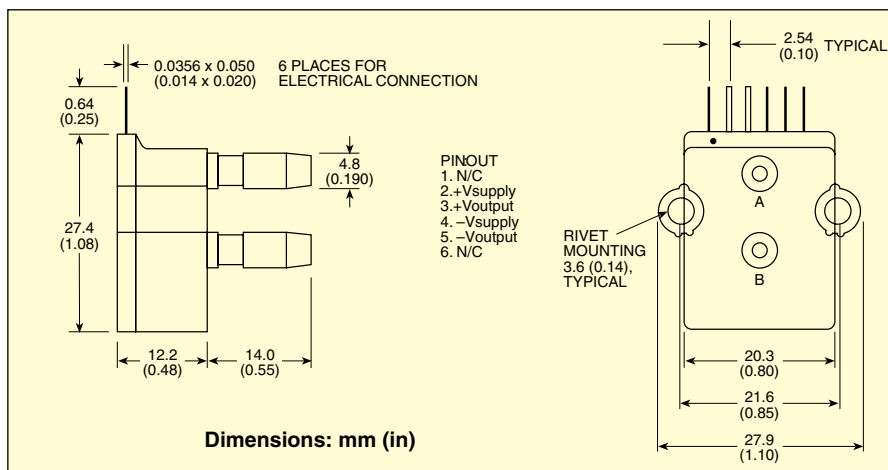 0.0356 x 0.050
(0.014 x 0.020)
6 PLACES FOR
ELECTRICAL CONNECTION
0.64
(0.25)
27.4
(1.08)
4.8
(0.190)
12.2
(0.48)
14.0
(0.55)
PINOUT
1. N/C
2.+Vsupply
3.+Voutput
4. –Vsupply
5. –Voutput
6. N/C
2.54
(0.10)
TYPICAL
A
B
RIVET
MOUNTING
3.6 (0.14),
TYPICAL
20.3
(0.80)
21.6
(0.85)
27.9
(1.10)
Dimensions: mm (in)